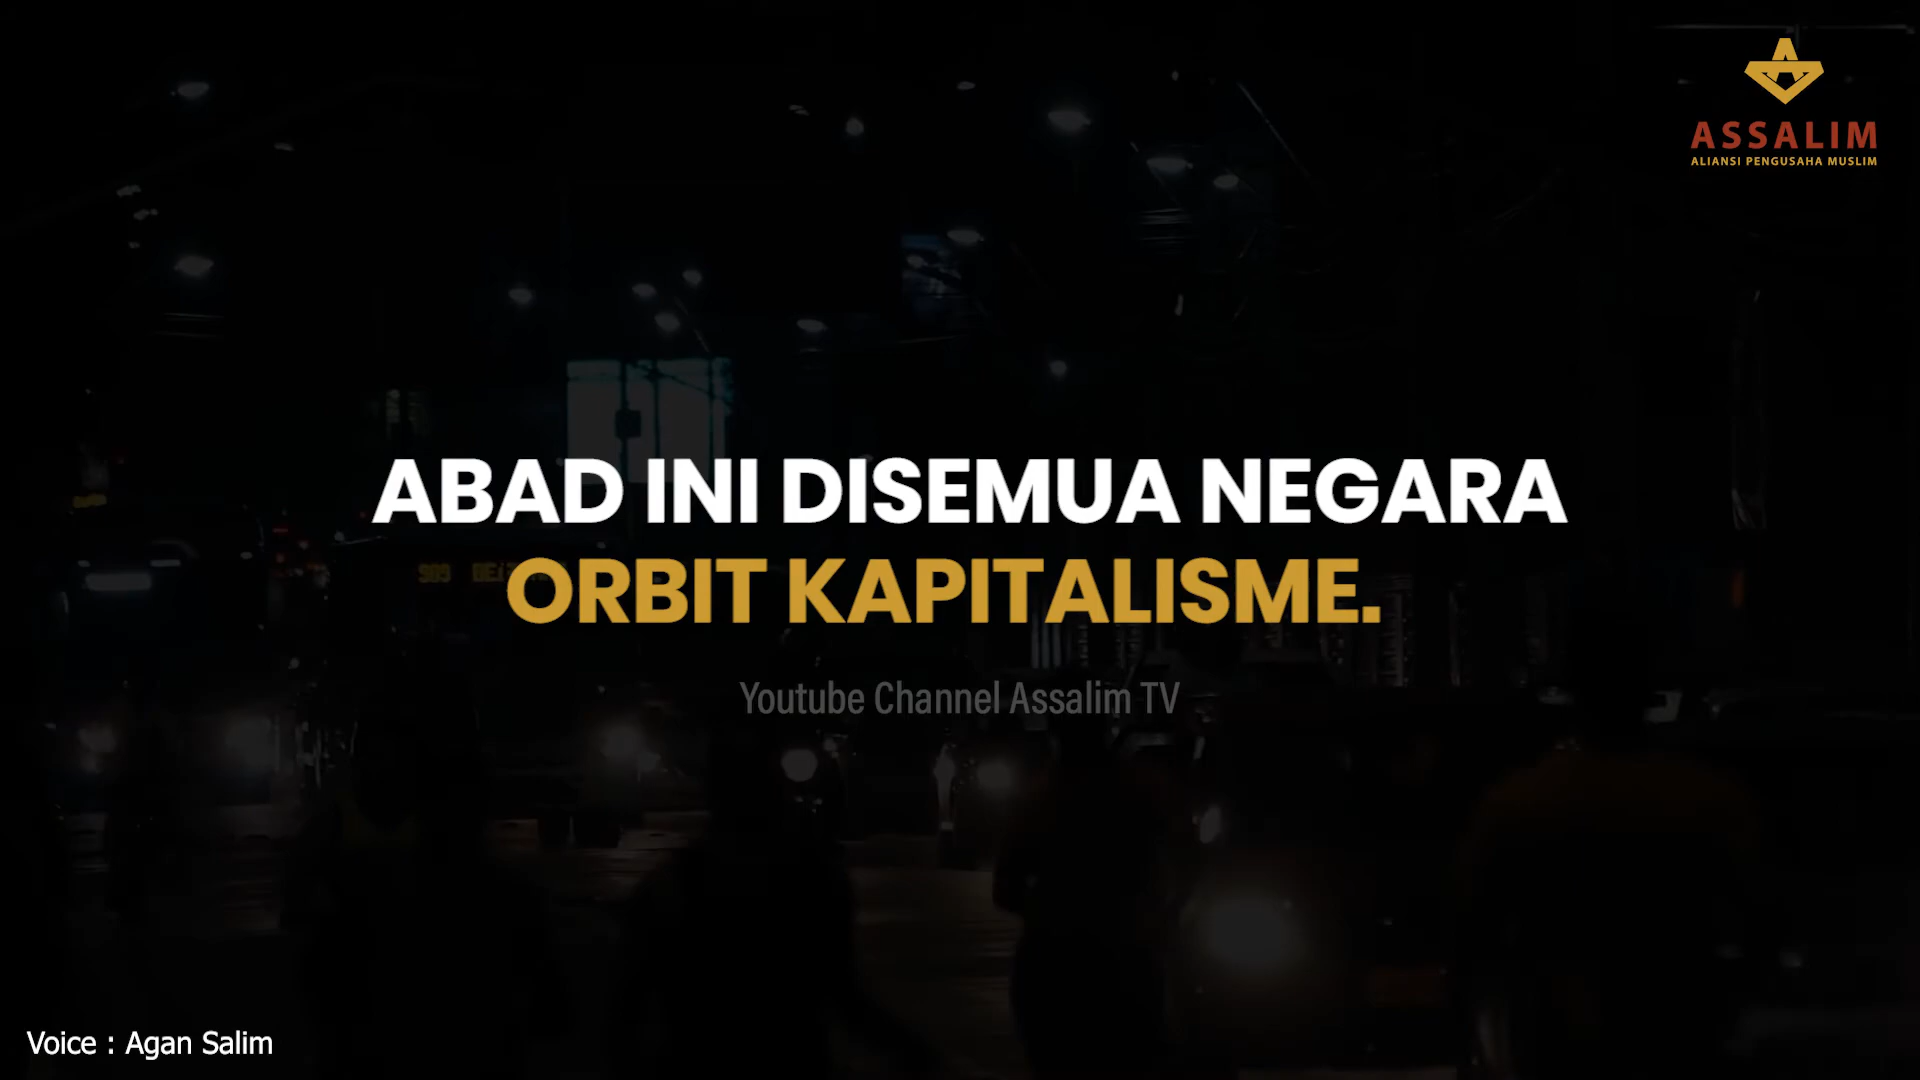 ASSALIM
ALIANSI PENGUSAHA MUSLIM
ABAD INI DISEMUA NEGARA
ORBIT KAPITALISME.
Youtube Channel Assalim TV
Voice : Agan Salim